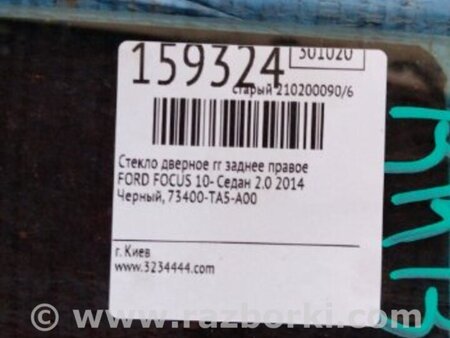 301020
159324
старый 210200090/6
Стекло дверное rr заднее правое
FORD FOCUS 10- Седан 2.0 2014
Черный, 73400-TA5-A00
г. Киев
www.3234444.com
© www.razborki.com